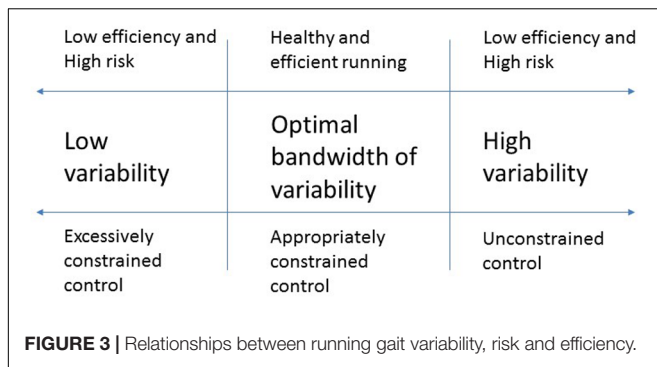 Low efficiency and
High risk
Healthy and
efficient running
Low efficiency and
High risk
Low
variability
Optimal
bandwidth of
variability
High
variability
Excessively
constrained
control
Appropriately
constrained
control
Unconstrained
control
FIGURE 3 | Relationships between running gait variability, risk and efficiency.